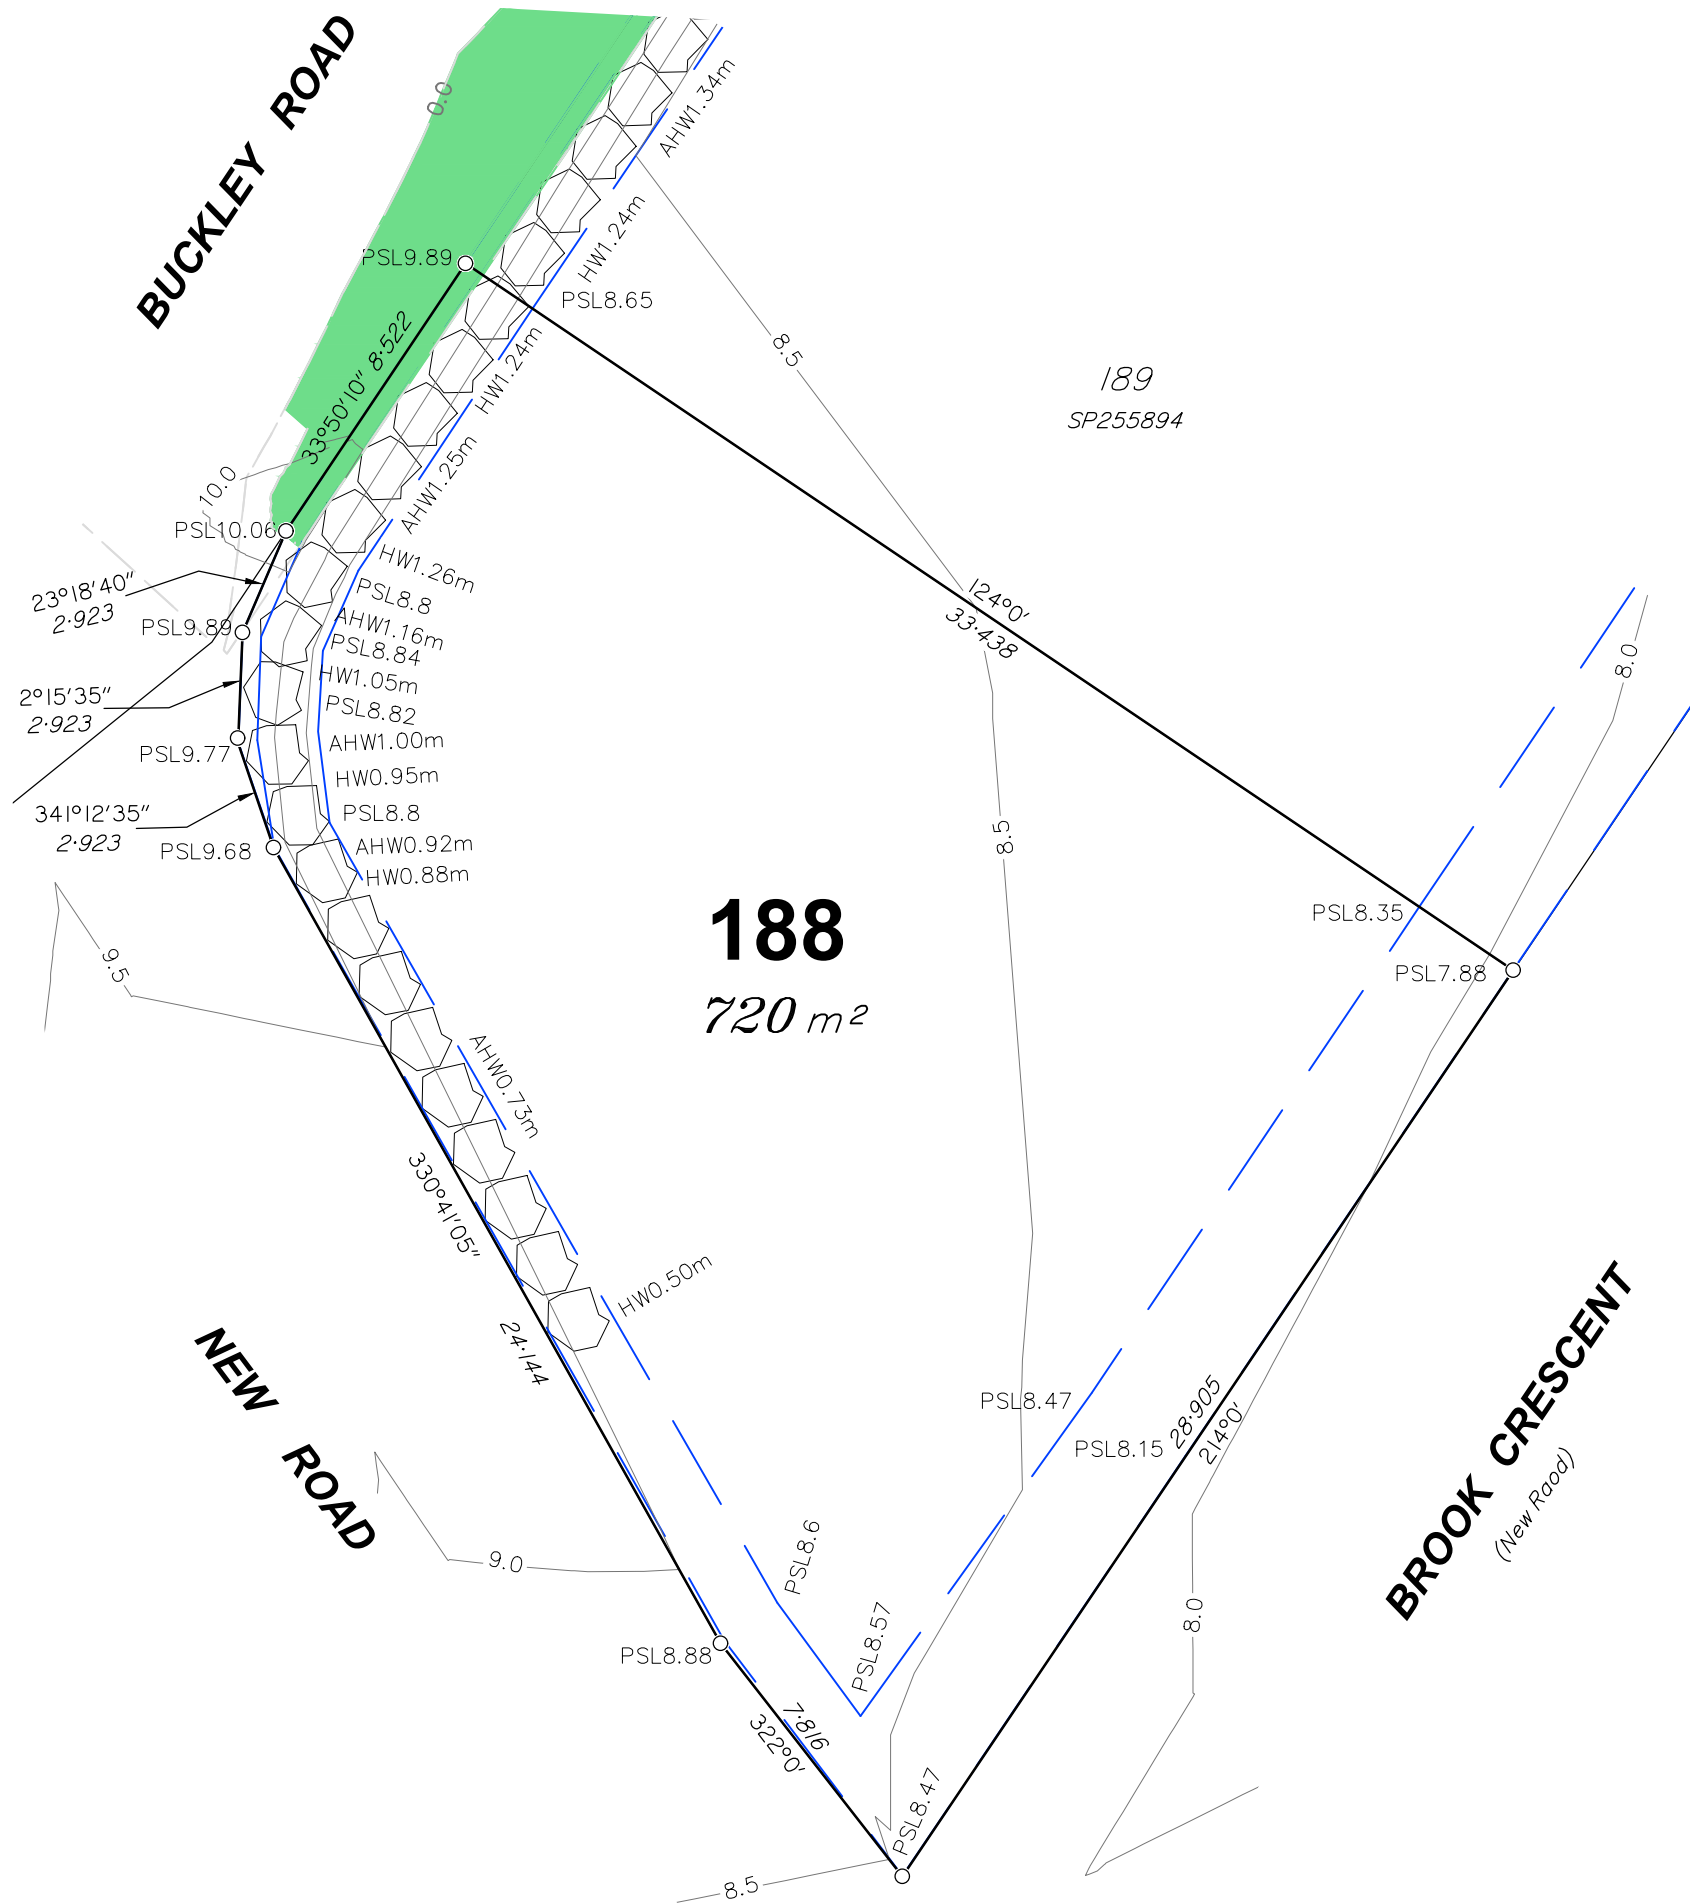 BUCKLEY ROAD
0.0
AHW1.34m
HW1.24m
PSL9.89
PSL8.65
33°50'10" 8·522
HW1.24m
8.5
189
SP255894
AHW1.25m
10.0
PSL10.06
HW1.26m
23°18'40"
2·923
PSL8.8
PSL9.89
AHW1.16m
PSL8.84
124°0'
33·438
HW1.05m
2°15'35"
2·923
PSL8.82
8.0
PSL9.77
AHW1.00m
HW0.95m
341°12'35"
2·923
PSL8.8
PSL9.68
AHW0.92m
HW0.88m
8.5
188
720 m²
PSL8.35
PSL7.88
9.5
AHW0.73m
330°41'05"
24·144
HW0.50m
NEW ROAD
PSL8.47
PSL8.15
28·905
214°0'
BROOK CRESCENT
(New Raod)
9.0
PSL8.6
PSL8.57
8.0
PSL8.88
7·816
322°0'
PSL8.47
8.5